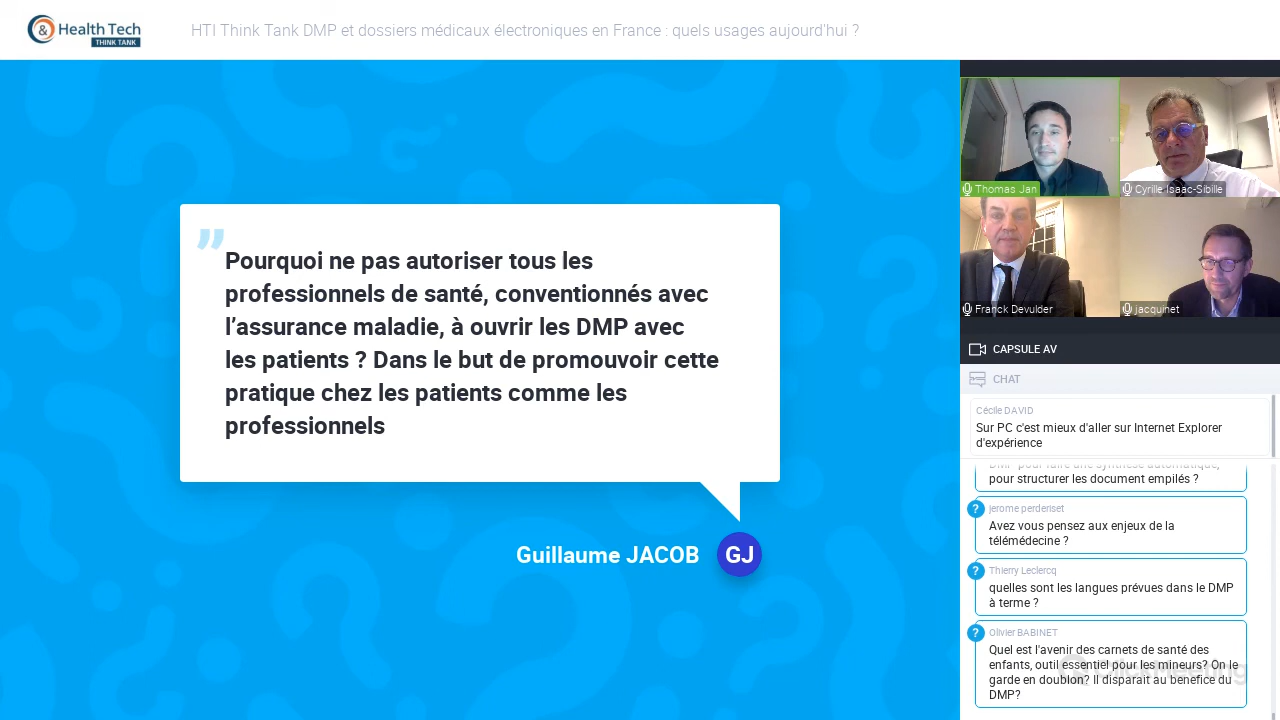 & Health Tech
THINK TANK
HTI Think Tank DMP et dossiers médicaux électroniques en France : quels usages aujourd'hui ?
”
Pourquoi ne pas autoriser tous les
professionnels de santé, conventionnés avec
l’assurance maladie, à ouvrir les DMP avec
les patients ? Dans le but de promouvoir cette
pratique chez les patients comme les
professionnels
Guillaume JACOB
GJ
Thomas Jan
Cyrille Isaac-Sibille
Franck Devulder
jacquinet
CAPSULE AV
CHAT
Cécile DAVID
Sur PC c'est mieux d'aller sur Internet Explorer
d'expérience
DMP pour faire une synthèse automatique,
pour structurer les document empilés ?
?
jerome perderiset
Avez vous pensez aux enjeux de la
télémédecine ?
?
Thierry Leclercq
quelles sont les langues prévues dans le DMP
à terme ?
?
Olivier BABINET
Quel est l'avenir des carnets de santé des
enfants, outil essentiel pour les mineurs? On le
garde en doublon? Il disparait au benefice du
DMP?